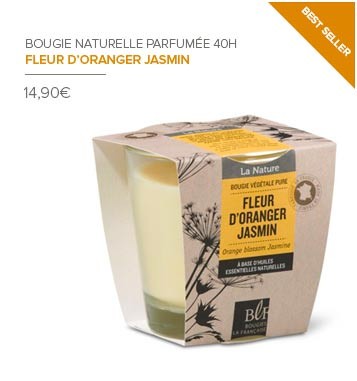 BEST SELLER
BOUGIE NATURELLE PARFUMÉE 40H
FLEUR D'ORANGER JASMIN
14,90€
La Nature
BOUGIE VÉGÉTALE PURE
FLEUR
D'ORANGER
JASMIN
Orange blossom Jasmine
À BASE D'HUILES
ESSENTIELLES NATURELLES
BLF
BOUGIES
LA FRANÇAISE